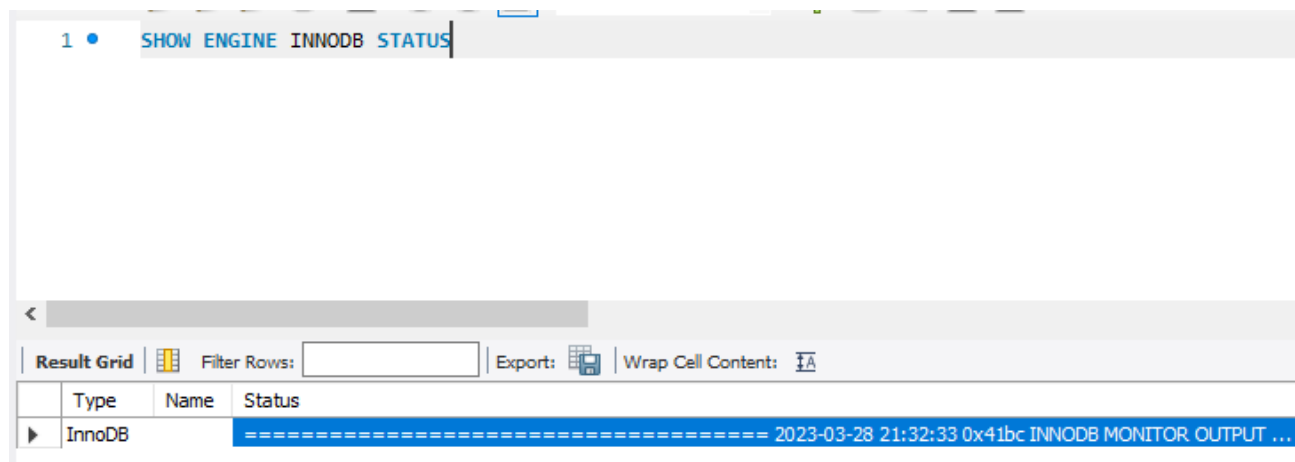 1 SHOW ENGINE INNODB STATUS
Result Grid Filter Rows: Export: Wrap Cell Content:
Type Name Status
InnoDB ===================================== 2023-03-28 21:32:33 0x41bc INNODB MONITOR OUTPUT ...